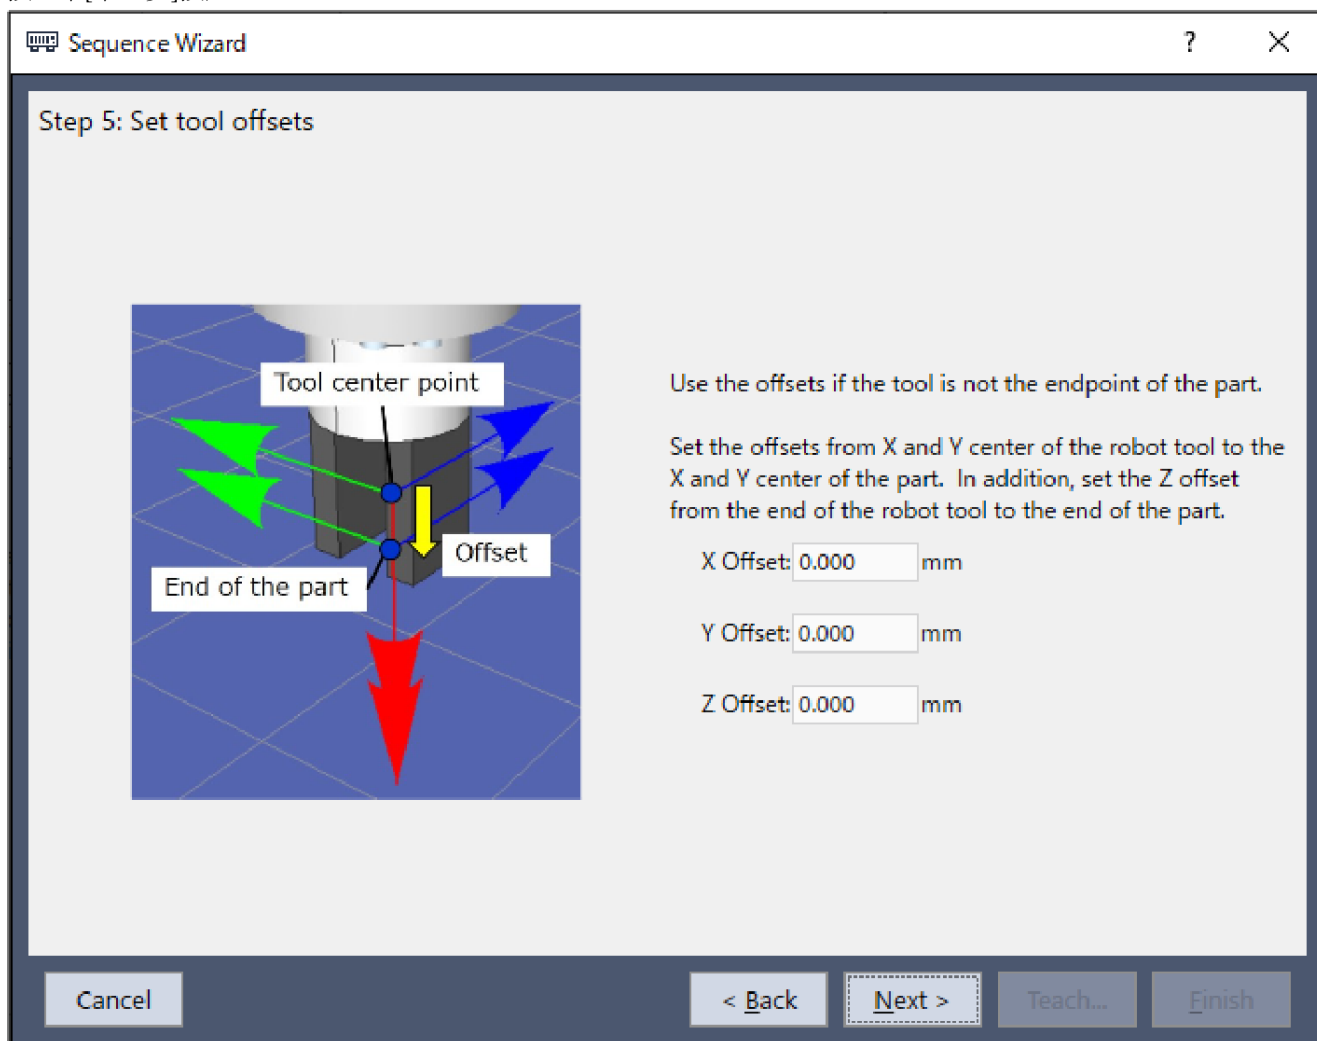 Sequence Wizard
?
Step 5: Set tool offsets
Tool center point
Offset
End of the part
Use the offsets if the tool is not the endpoint of the part.
Set the offsets from X and Y center of the robot tool to the
X and Y center of the part.  In addition, set the Z offset
from the end of the robot tool to the end of the part.
X Offset: 0.000 mm
Y Offset: 0.000 mm
Z Offset: 0.000 mm
Cancel
< Back
Next >
Teach...
Finish